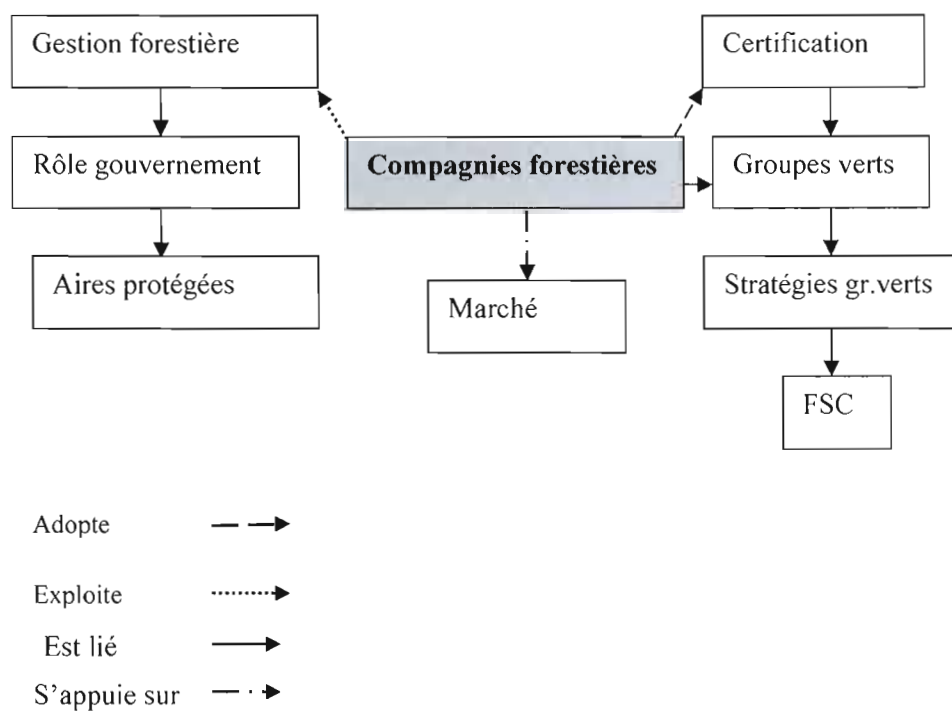 Gestion forestière
Certification
Rôle gouvernement
Compagnies forestières
Groupes verts
Aires protégées
Marché
Stratégies gr.verts
FSC
Adopte
Exploite
Est lié
S'appuie sur